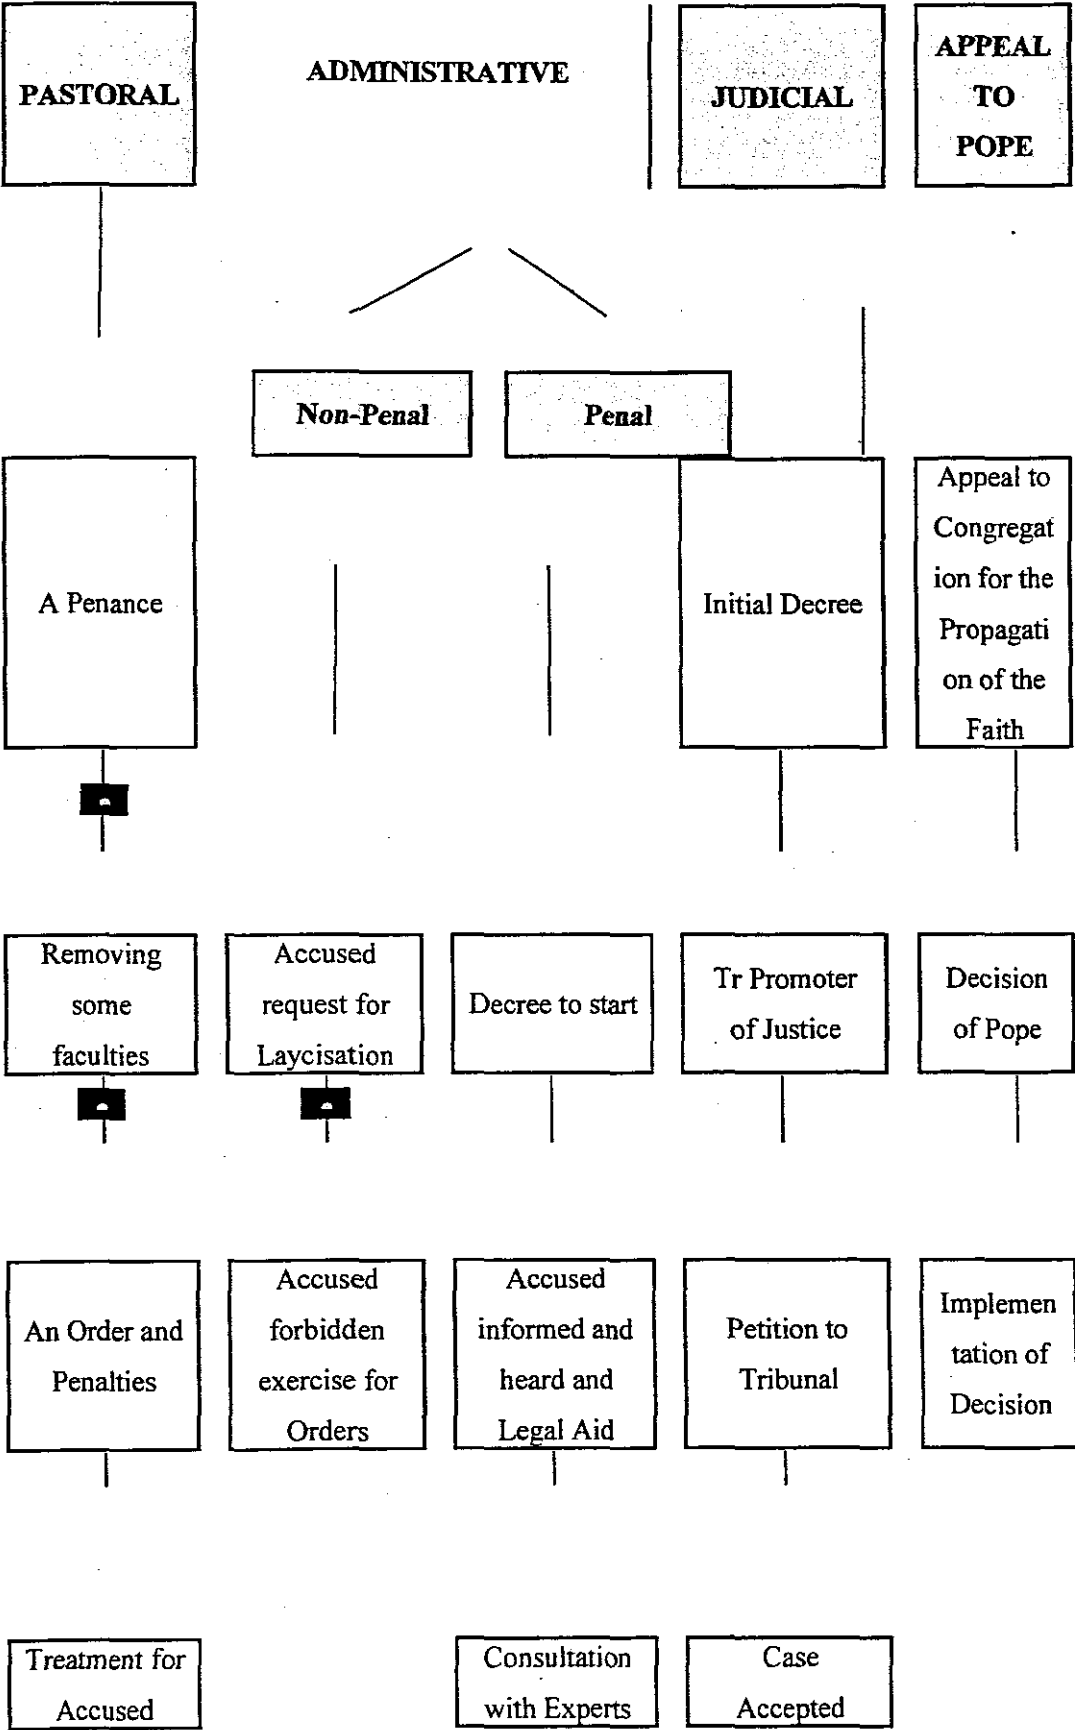 PASTORAL
ADMINISTRATIVE
JUDICIAL
APPEAL
TO
POPE
Non-Penal
Penal
A Penance
Initial Decree
Appeal to
Congregat
ion for the
Propagati
on of the
Faith
Removing
some
faculties
Accused
request for
Laycisation
Decree to start
Tr Promoter
of Justice
Decision
of Pope
An Order and
Penalties
Accused
forbidden
exercise for
Orders
Accused
informed and
heard and
Legal Aid
Petition to
Tribunal
Implemen
tation of
Decision
Treatment for
Accused
Consultation
with Experts
Case
Accepted